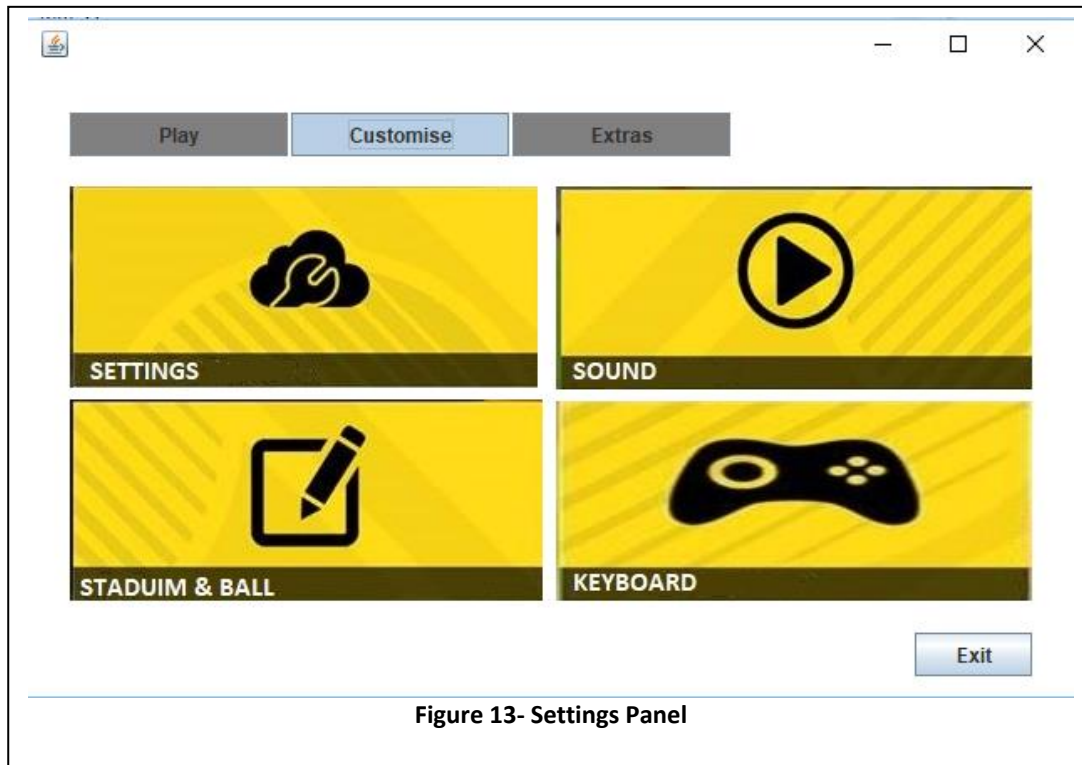 Play Customise Extras
SETTINGS SOUND
STADUIM & BALL KEYBOARD
Exit
Figure 13- Settings Panel